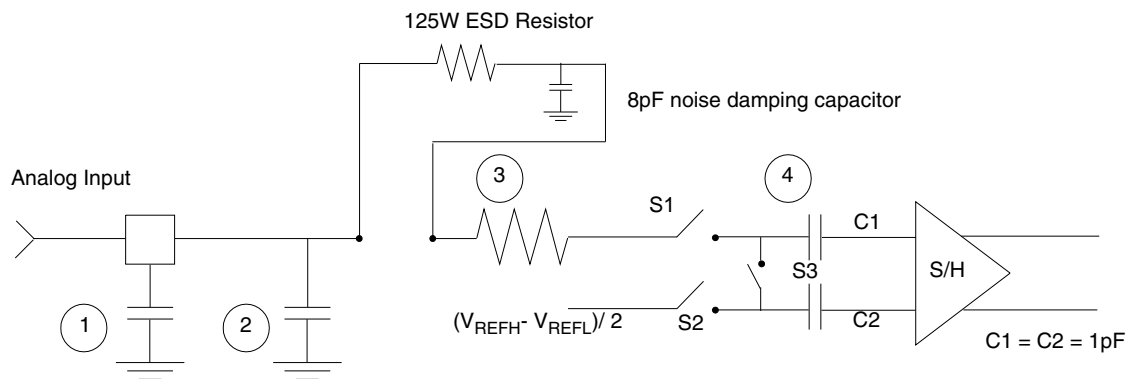 125W ESD Resistor
8pF noise damping capacitor
Analog Input
3
4
S1
C1
S3
S/H
1
2
(VREFH- VREFL)/ 2
S2
C2
C1 = C2 = 1pF